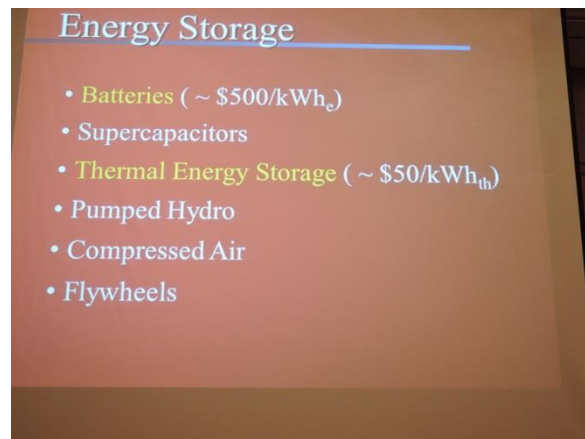 Energy Storage
• Batteries ( ~ $500/kWhₑ)
• Supercapacitors
• Thermal Energy Storage ( ~ $50/kWhₜₕ)
• Pumped Hydro
• Compressed Air
• Flywheels